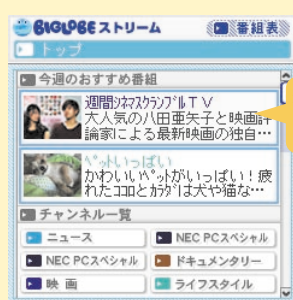 BIGLOBE ストリーム
番組表
トップ
今週のおすすめ番組
週間シネマスクランブルTV
大人気の八田亜矢子と映画評
論家による最新映画の独自…
ペットいっぱい
かわいいペットがいっぱい！疲
れたココロとカラダは犬や猫な…
チャンネル一覧
ニュース
NEC PCスペシャル
NEC PCスペシャル
ドキュメンタリー
映 画
ライフスタイル